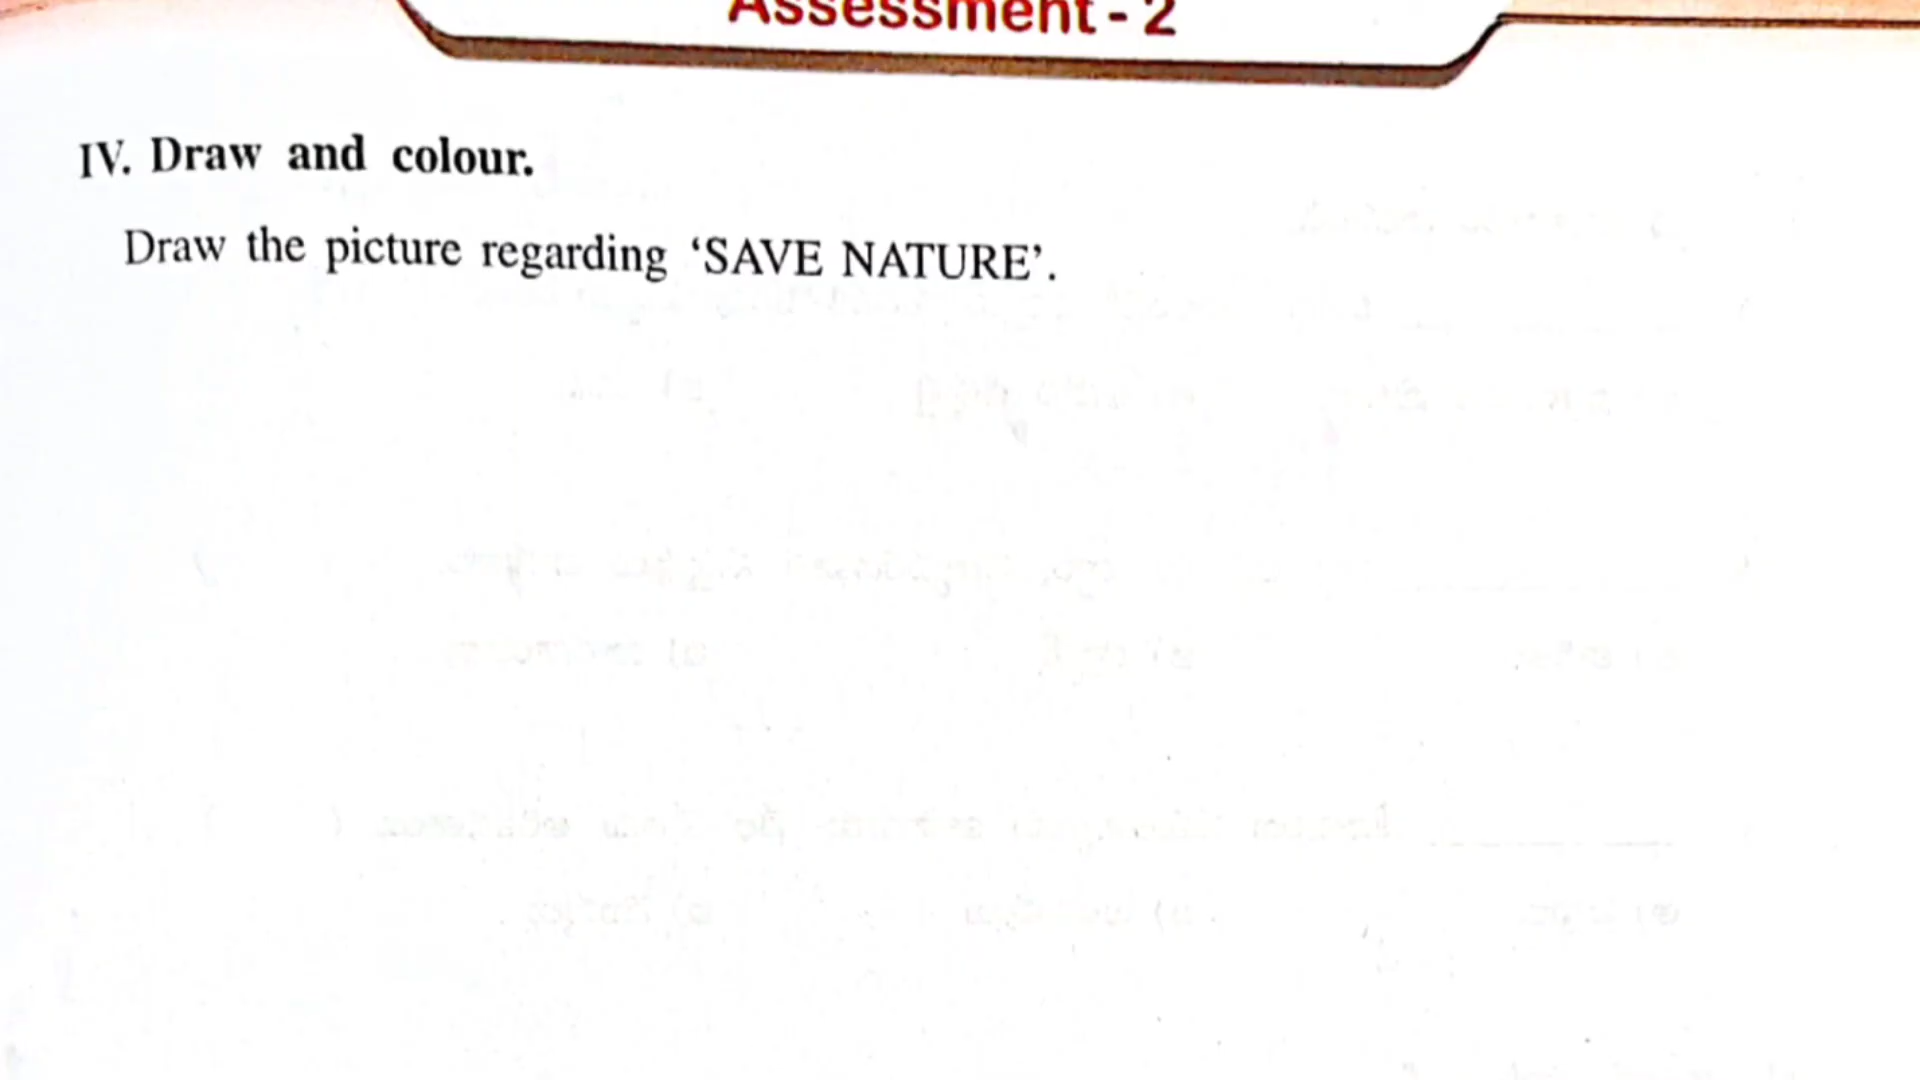 Assessment - 2
IV. Draw and colour.
Draw the picture regarding ‘SAVE NATURE’.